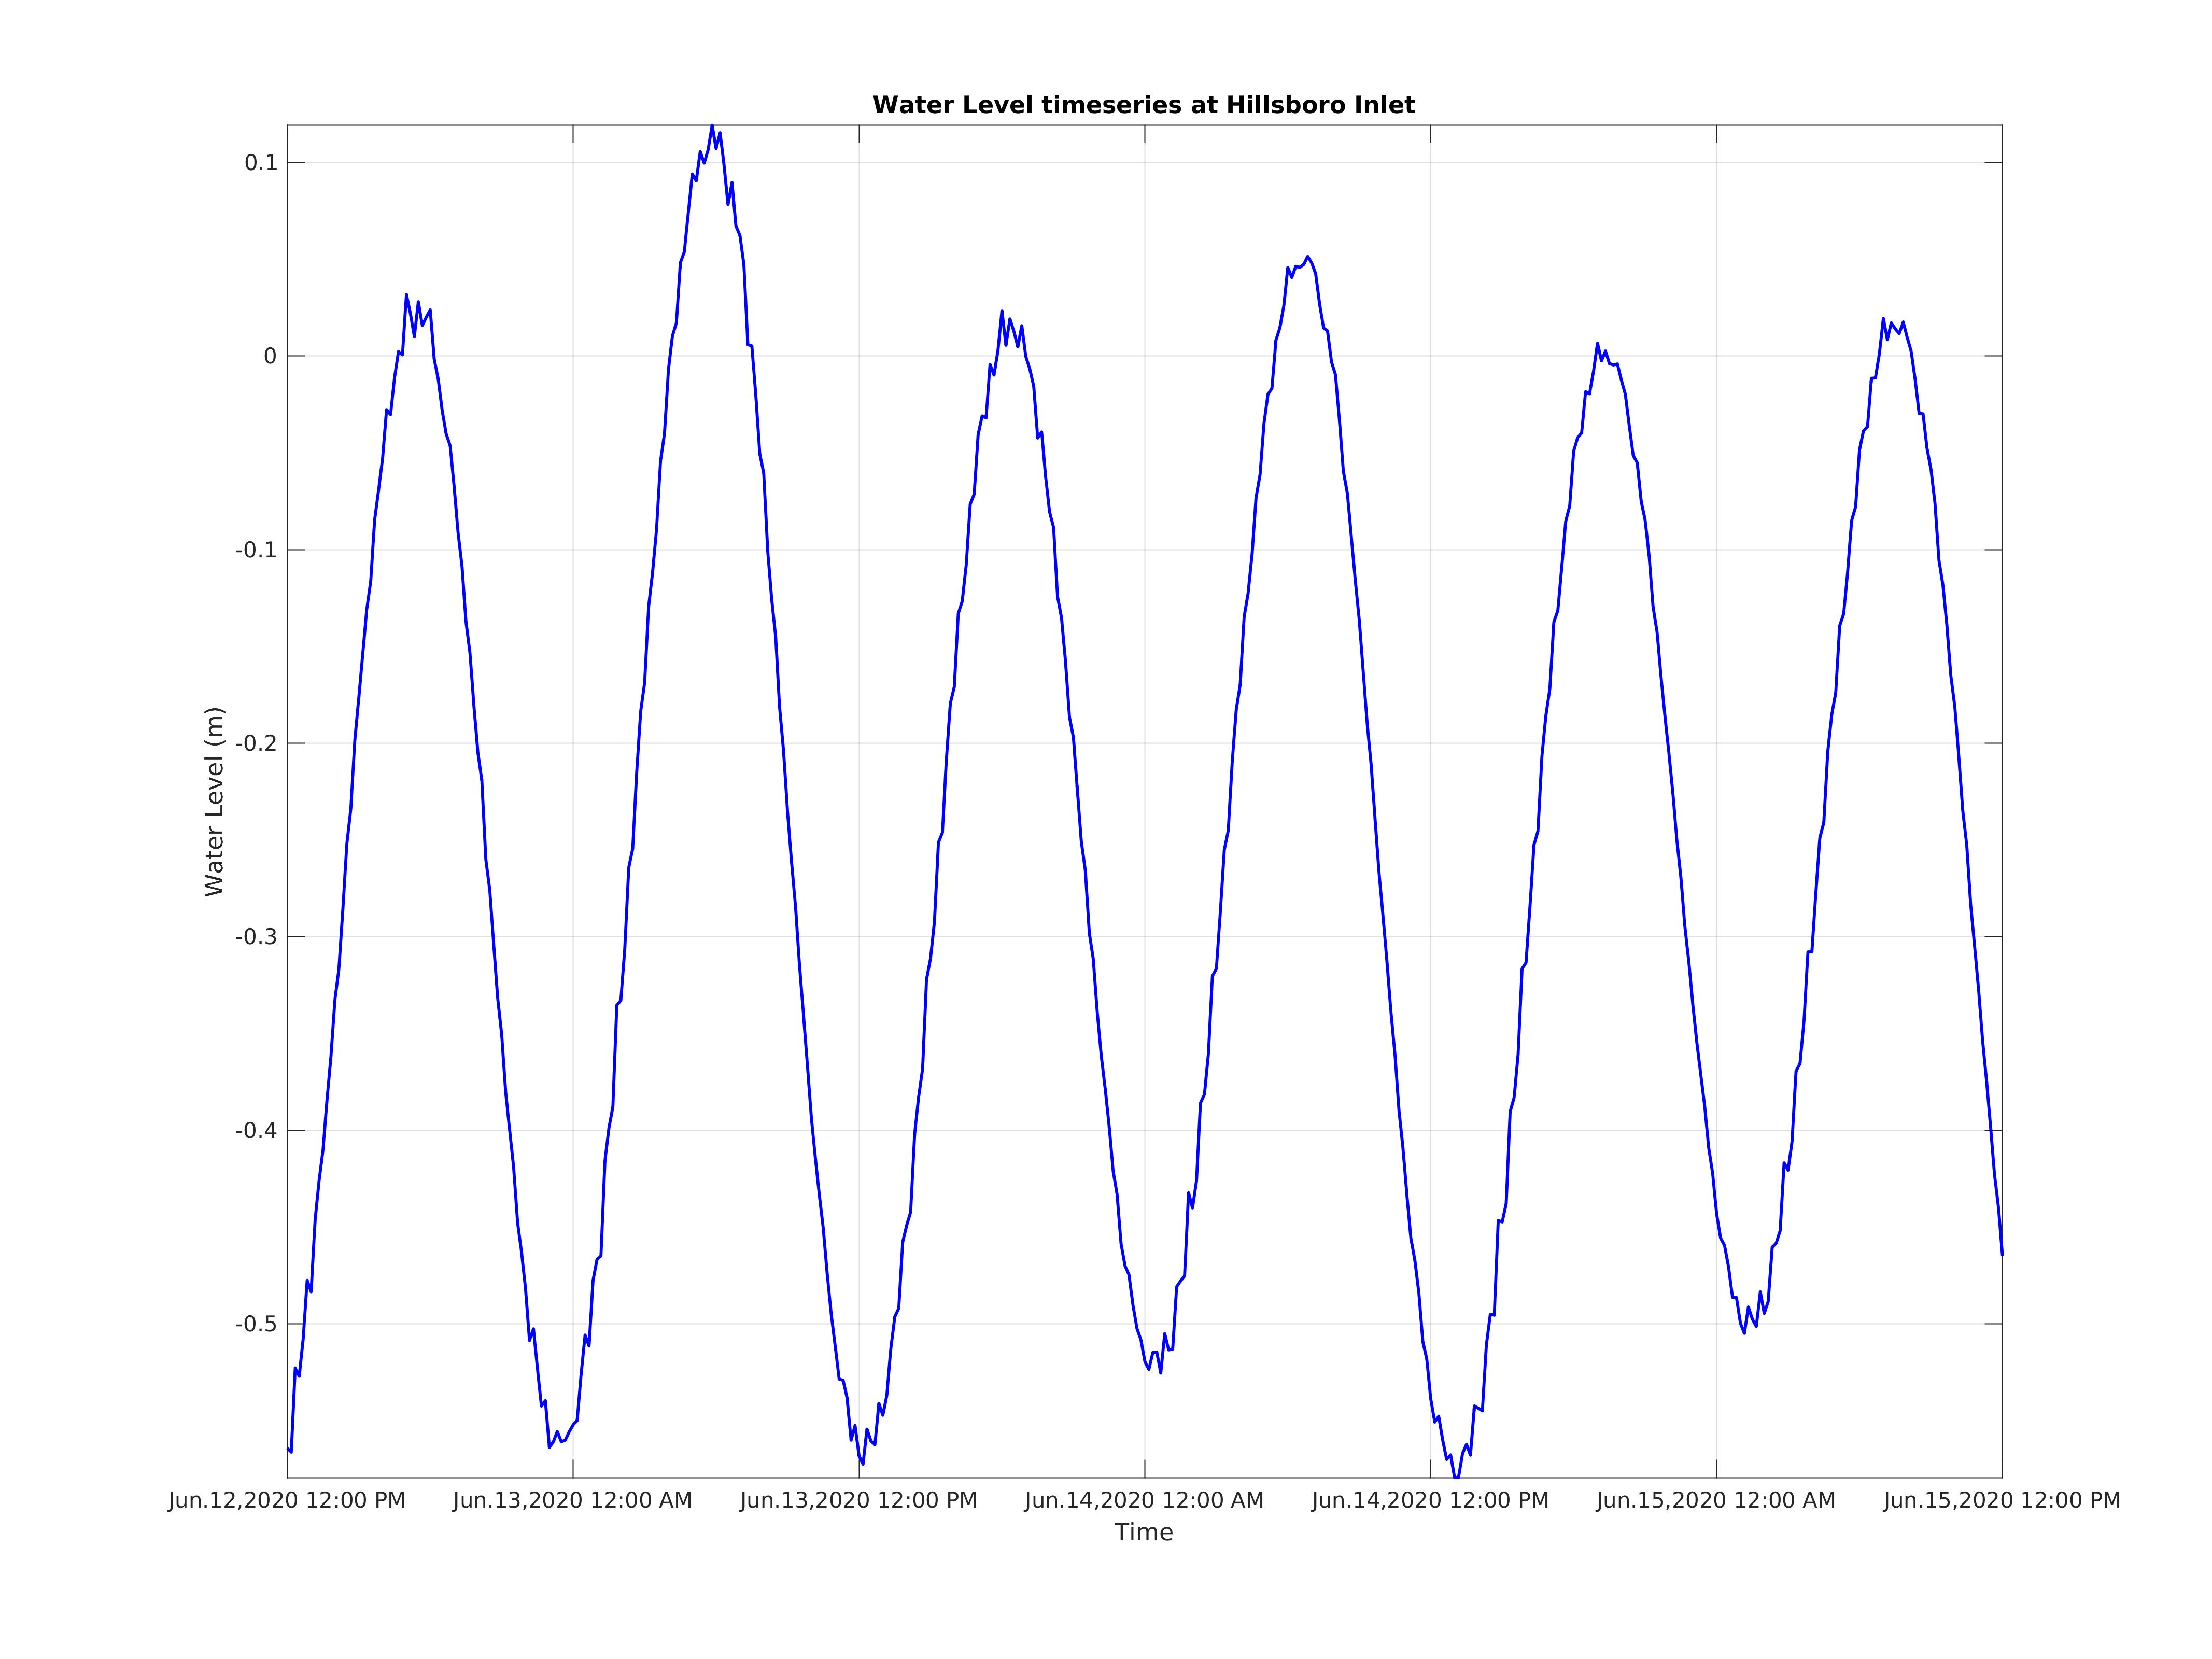 Water Level timeseries at Hillsboro Inlet
0.1
0
-0.1
-0.2
-0.3
-0.4
-0.5
Water Level (m)
Jun.12,2020 12:00 PM
Jun.13,2020 12:00 AM
Jun.13,2020 12:00 PM
Jun.14,2020 12:00 AM
Jun.14,2020 12:00 PM
Jun.15,2020 12:00 AM
Jun.15,2020 12:00 PM
Time